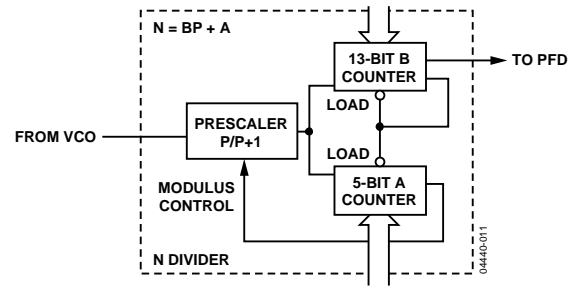 N = BP + A
13-BIT B
COUNTER
TO PFD
LOAD
PRESCALER
P/P+1
FROM VCO
LOAD
MODULUS
CONTROL
5-BIT A
COUNTER
N DIVIDER
04440-011